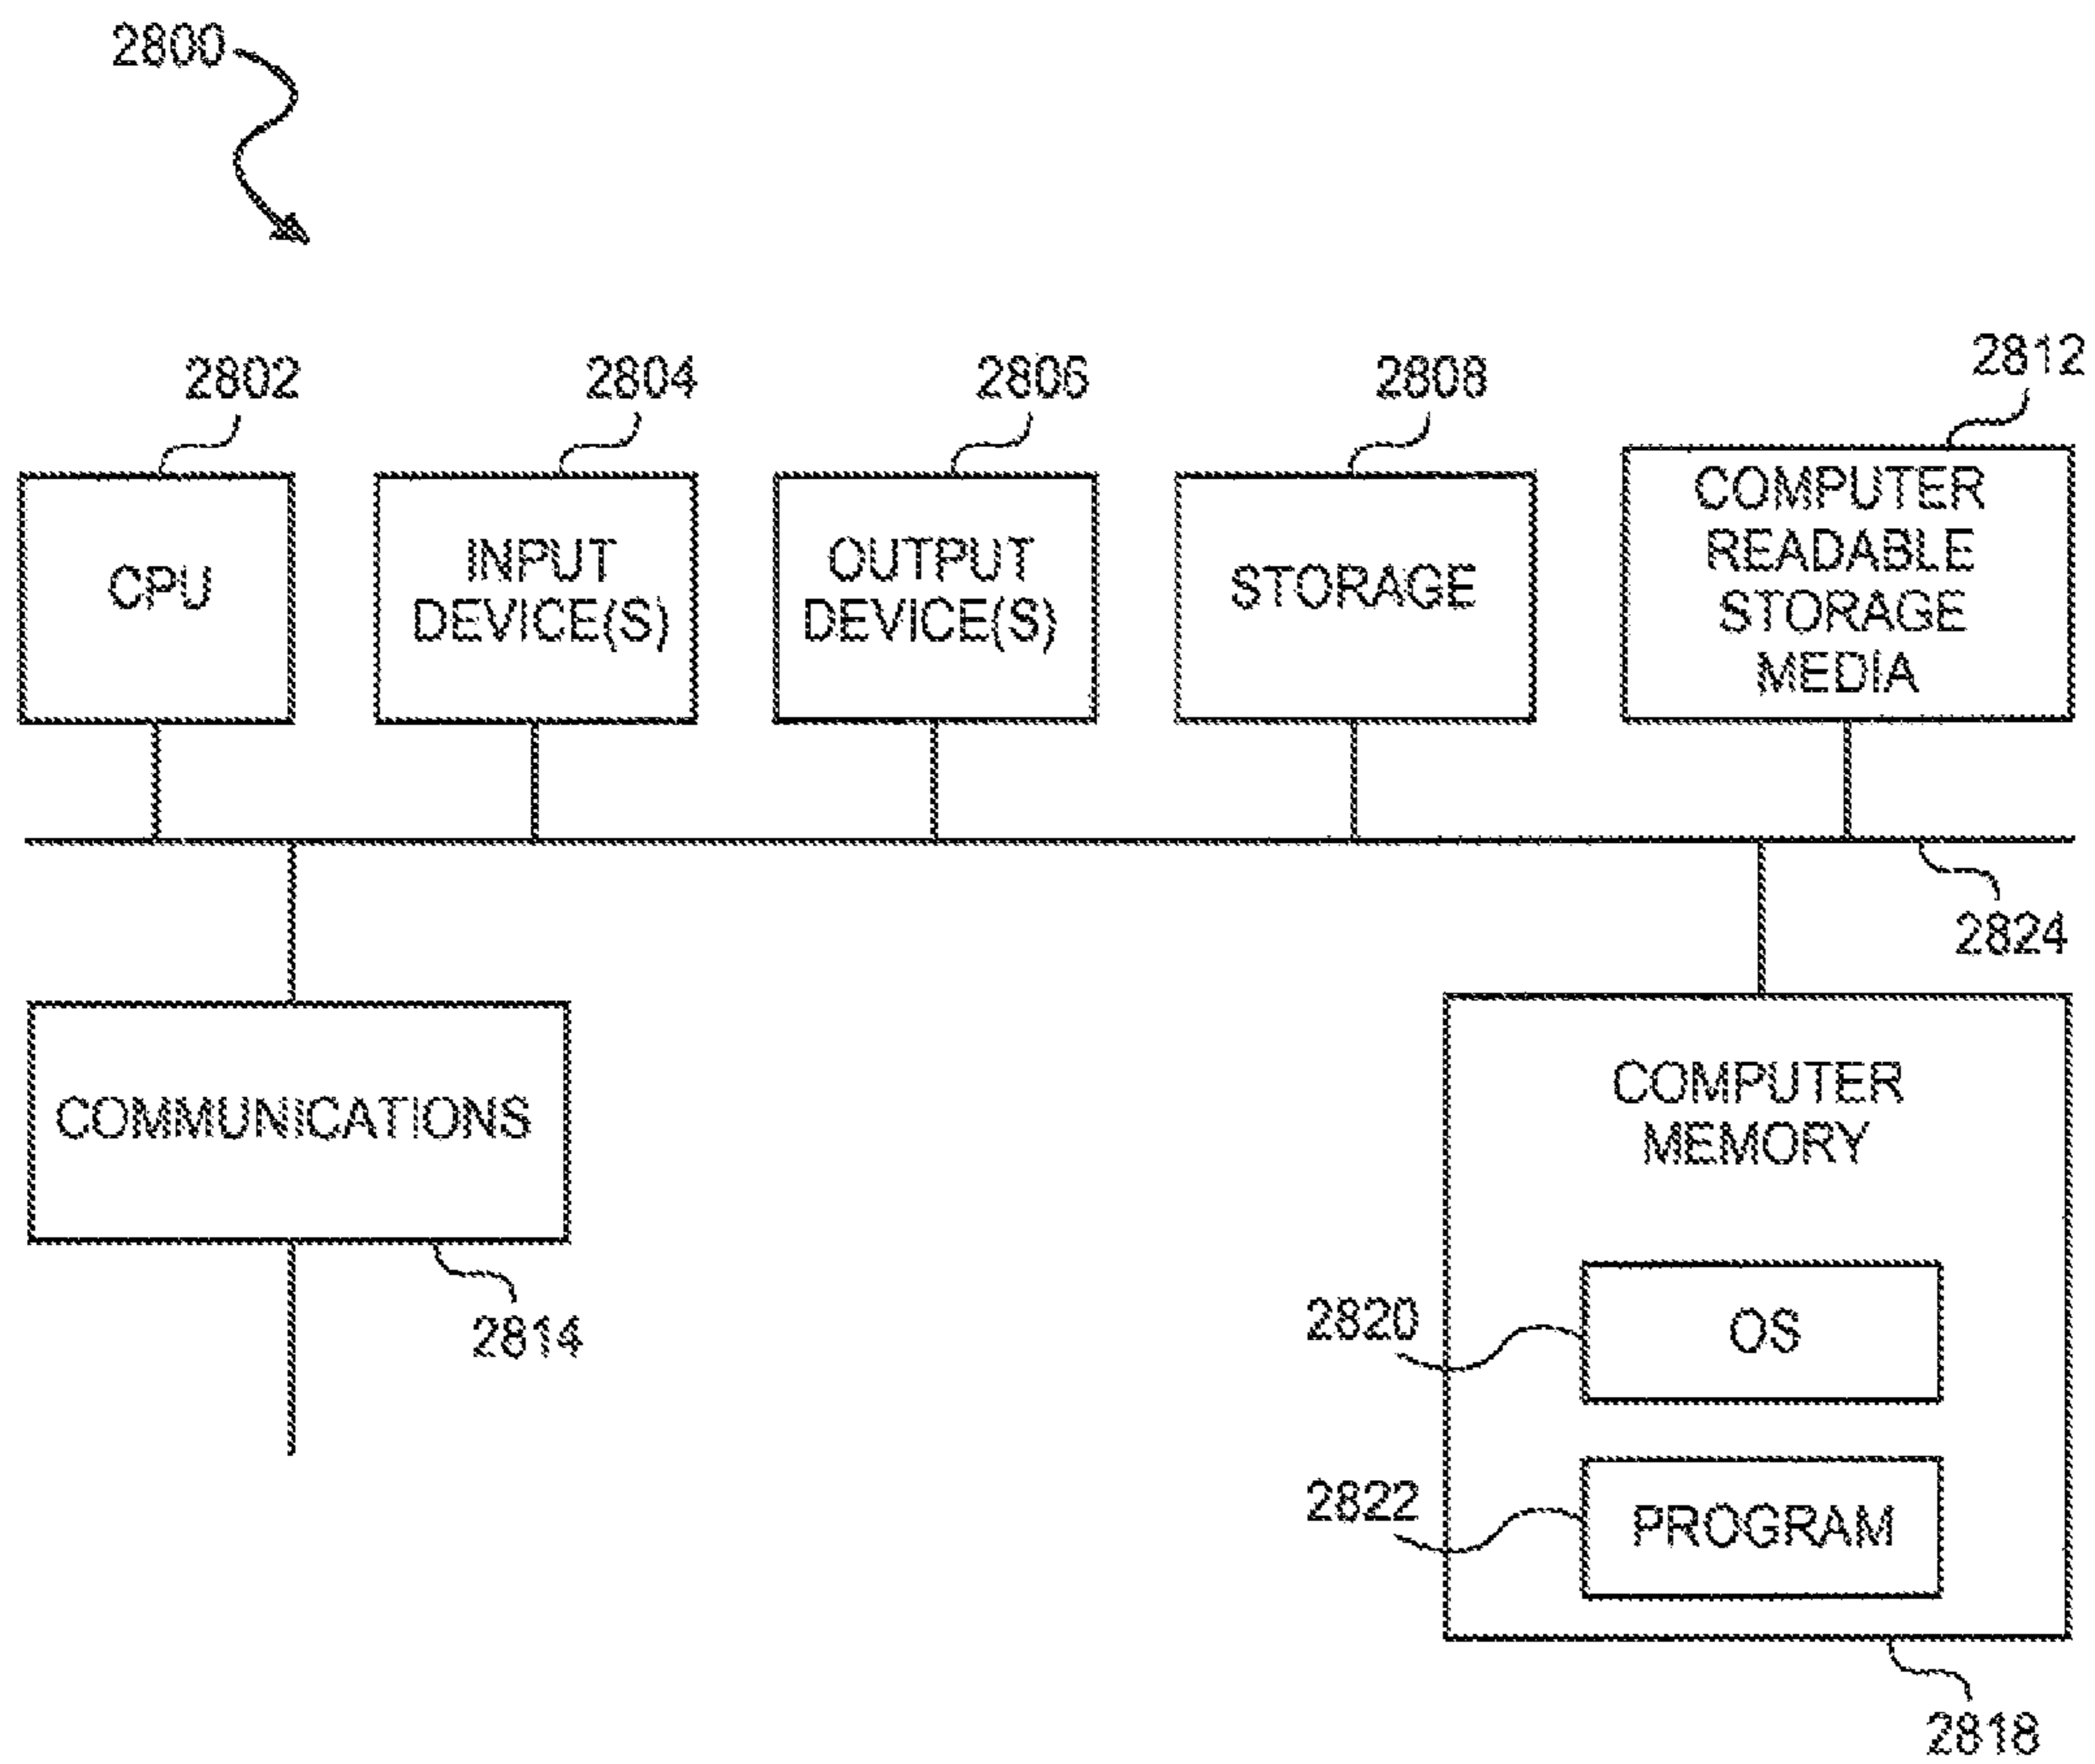 2800
2802
2804
2806
2808
2812
CPU
INPUT
DEVICE(S)
OUTPUT
DEVICE(S)
STORAGE
COMPUTER
READABLE
STORAGE
MEDIA
2824
COMMUNICATIONS
2814
COMPUTER
MEMORY
2820
OS
2822
PROGRAM
2818